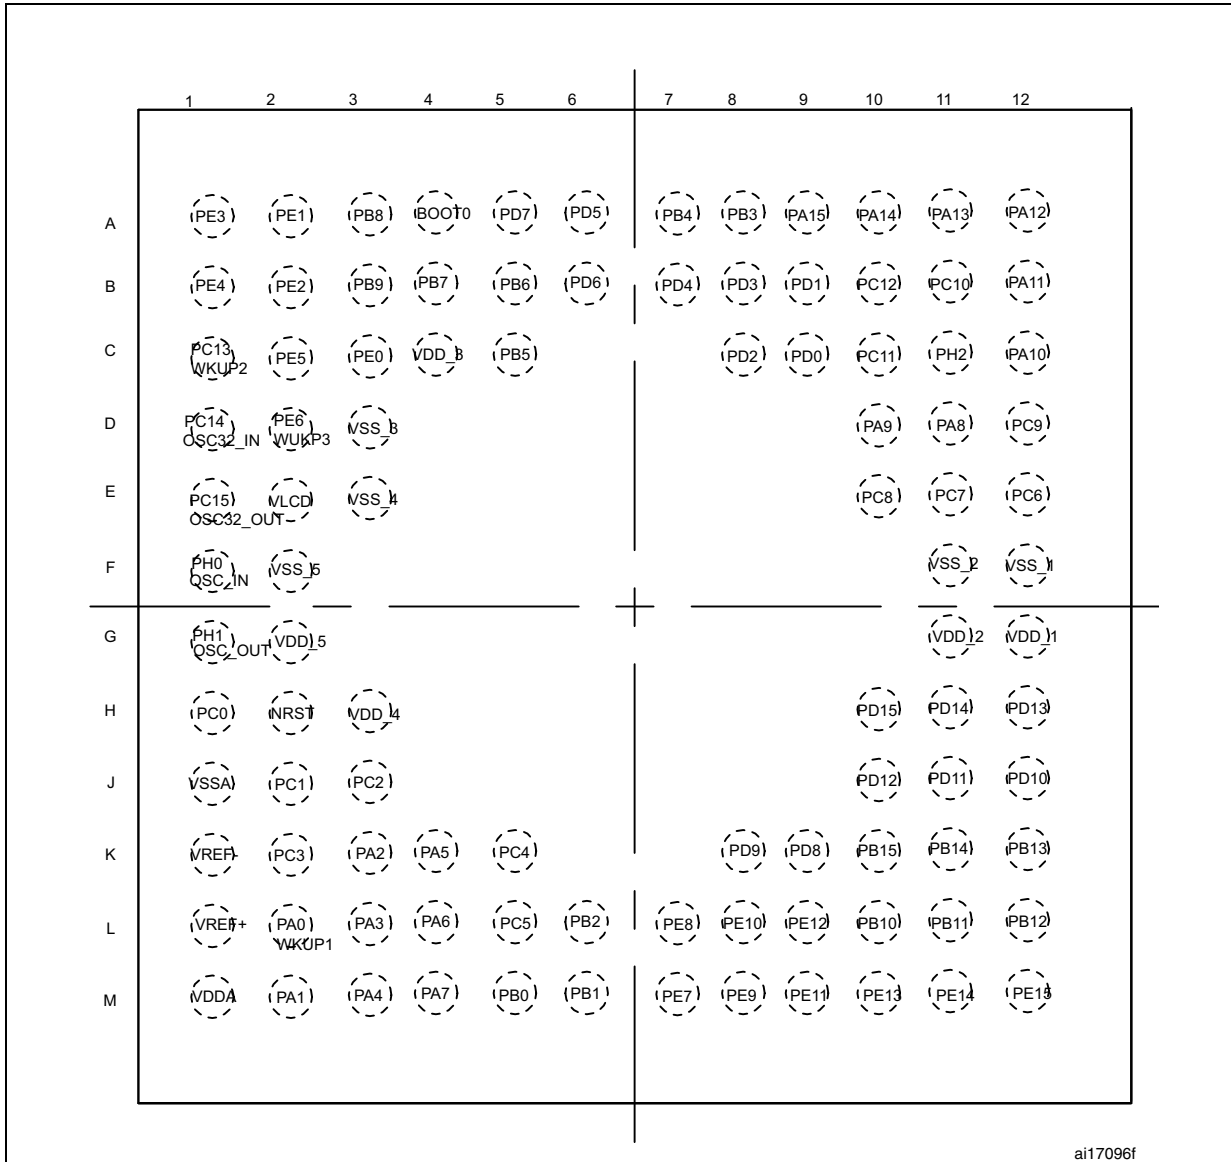 1 2 3 4 5 6 7 8 9 10 11 12
A PE3 PE1 PB8 BOOT0 PD7 PD5 PB4 PB3 PA15 PA14 PA13 PA12
B PE4 PE2 PB9 PB7 PB6 PD6 PD4 PD3 PD1 PC12 PC10 PA11
C PC13 PE5 PE0 VDD_3 PB5 PD2 PD0 PC11 PH2 PA10
WKUP2
D PC14 PE6 VSS_3 PA9 PA8 PC9
OSC32_IN WUKP3
E PC15 VLCD VSS_4 PC8 PC7 PC6
OSC32_OUT
F PH0 VSS_5 VSS_2 VSS_1
OSC_IN
G PH1 VDD_5 VDD_2 VDD_1
OSC_OUT
H PC0 NRST VDD_4 PD15 PD14 PD13
J VSSA PC1 PC2 PD12 PD11 PD10
K VREF- PC3 PA2 PA5 PC4 PD9 PD8 PB15 PB14 PB13
L VREF+ PA0 PA3 PA6 PC5 PB2 PE8 PE10 PE12 PB10 PB11 PB12
WKUP1
M VDDA PA1 PA4 PA7 PB0 PB1 PE7 PE9 PE11 PE13 PE14 PE15
ai17096f